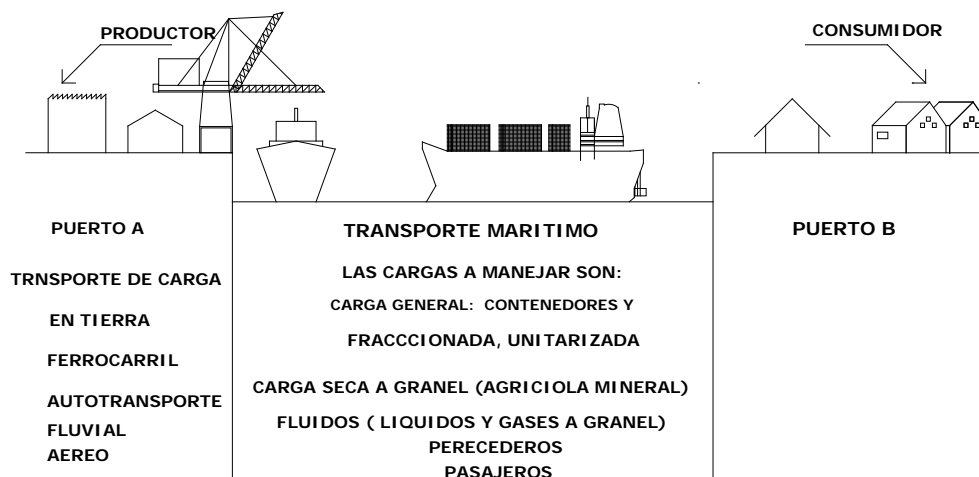 PRODUCTOR
CONSUMIDOR
PUERTO A
TRNSPORTE DE CARGA
EN TIERRA
FERROCARRIL
AUTOTRANSPORTE
FLUVIAL
AEREO
TRANSPORTE MARITIMO
LAS CARGAS A MANEJAR SON:
CARGA GENERAL: CONTENEDORES Y
FRACCCIONADA, UNITARIZADA
CARGA SECA A GRANEL (AGRICIOLA MINERAL)
FLUIDOS ( LIQUIDOS Y GASES A GRANEL)
PERECEDEROS
PASAJEROS
PUERTO B